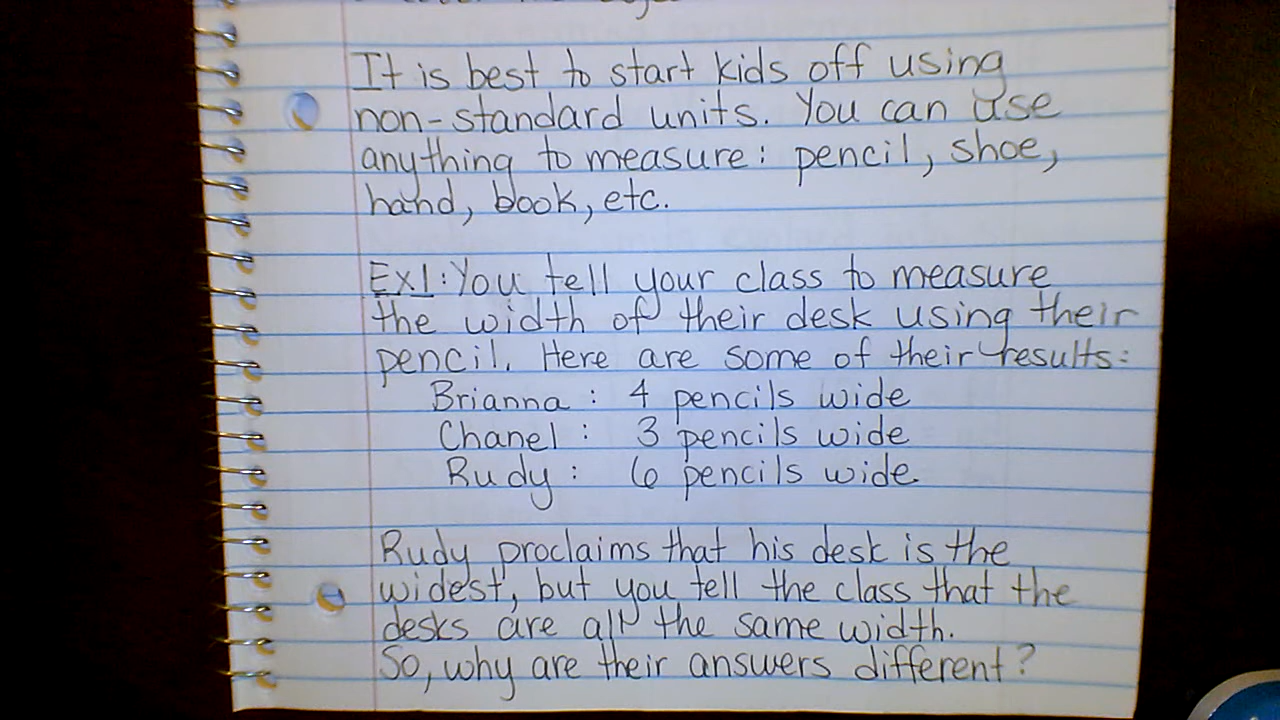 It is best to start kids off using
non-standard units. You can use
anything to measure: pencil, shoe,
hand, book, etc.
Ex1: You tell your class to measure
the width of their desk using their
pencil. Here are some of their results:
Brianna: 4 pencils wide
Chanel: 3 pencils wide
Rudy: 6 pencils wide
Rudy proclaims that his desk is the
widest, but you tell the class that the
desks are all the same width.
So, why are their answers different?